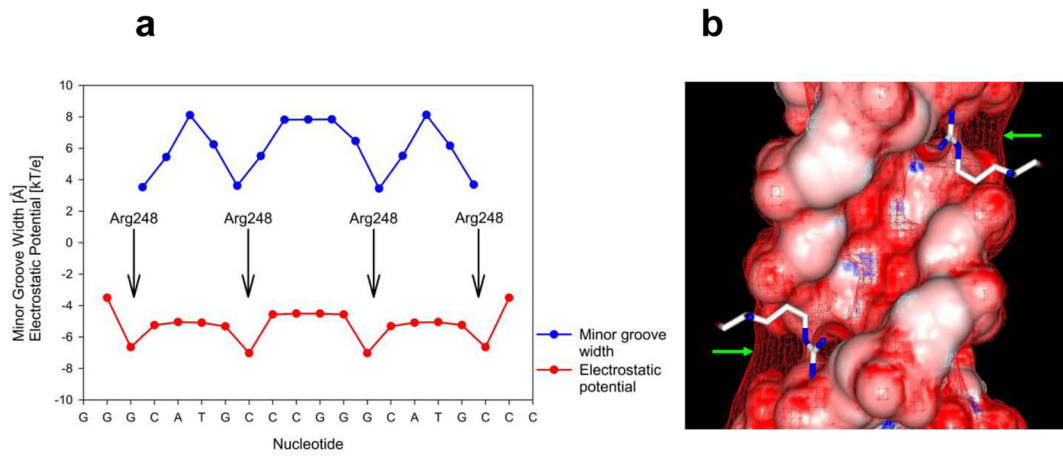 a
b
Minor Groove Width [Å]
Electrostatic Potential [kT/e]
10
8
6
4
2
0
-2
-4
-6
-8
-10
Arg248 Arg248 Arg248 Arg248
G G G C A T G C C C G G G C A T G C C C
Nucleotide
Minor groove
width
Electrostatic
potential